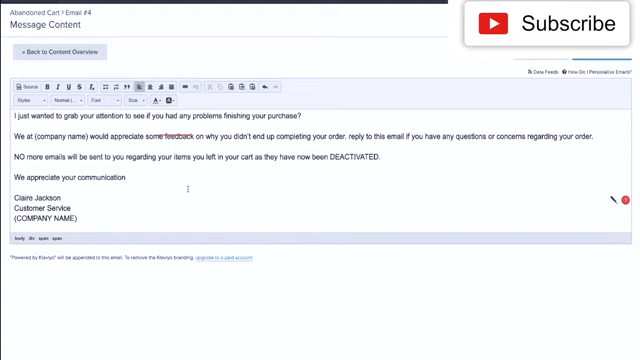 Abandoned Cart > Email #4
Message Content
Subscribe
« Back to Content Overview
Data Feeds How Do I Personalize Emails?
Source B I U S
Styles Normal (... Font Size A A
I just wanted to grab your attention to see if you had any problems finishing your purchase?
We at (company name) would appreciate some feedback on why you didn't end up completing your order. reply to this email if you have any questions or concerns regarding your order.
NO more emails will be sent to you regarding your items you left in your cart as they have now been DEACTIVATED.
We appreciate your communication
Claire Jackson
Customer Service
(COMPANY NAME)
body div span span
"Powered by Klaviyo" will be appended to this email. To remove the Klaviyo branding, upgrade to a paid account.